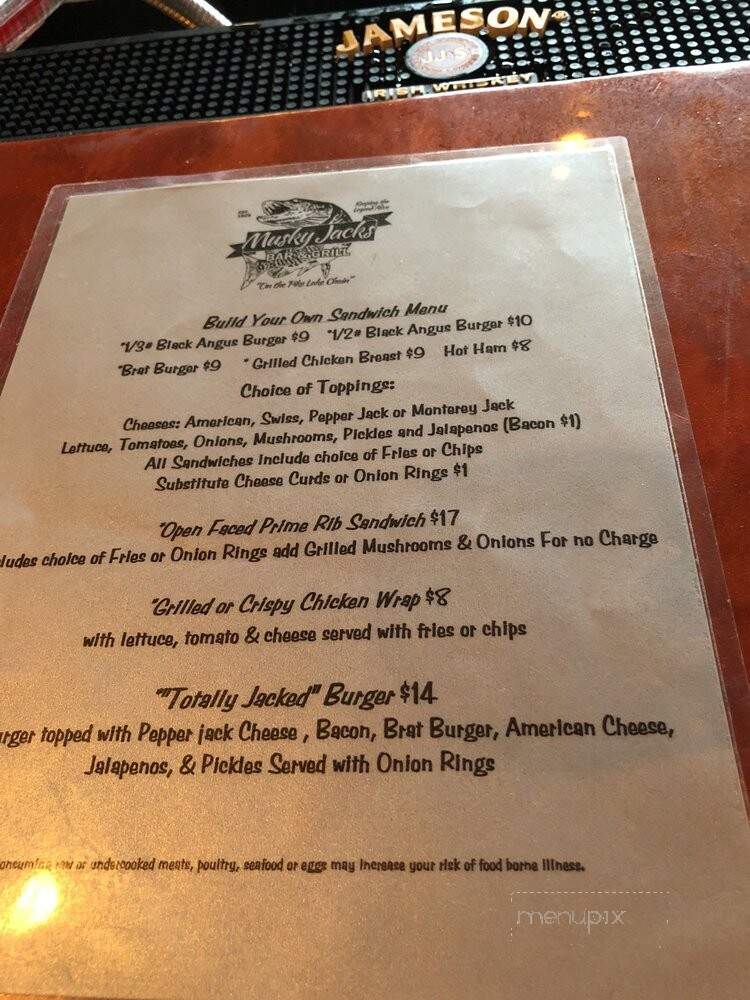 JAMESON
JJ&S
IRISH WHISKEY
Keeping the
Legend Alive
Musky Jacks
BAR & GRILL
"On the Pike Lake Chain"
Build Your Own Sandwich Menu
*1/3# Black Angus Burger $9 *1/2# Black Angus Burger $10
*Brat Burger $9 * Grilled Chicken Breast $9 Hot Ham $8
Choice of Toppings:
Cheeses: American, Swiss, Pepper Jack or Monterey Jack
Lettuce, Tomatoes, Onions, Mushrooms, Pickles and Jalapenos (Bacon $1)
All Sandwiches include choice of Fries or Chips
Substitute Cheese Curds or Onion Rings $1
*Open Faced Prime Rib Sandwich $17
ludes choice of Fries or Onion Rings add Grilled Mushrooms & Onions For no Charge
*Grilled or Crispy Chicken Wrap $8
with lettuce, tomato & cheese served with fries or chips
*"Totally Jacked" Burger $14
urger topped with Pepper jack Cheese , Bacon, Brat Burger, American Cheese,
Jalapenos, & Pickles Served with Onion Rings
onsuming raw or undercooked meats, poultry, seafood or eggs may increase your risk of food borne illness.
menupix